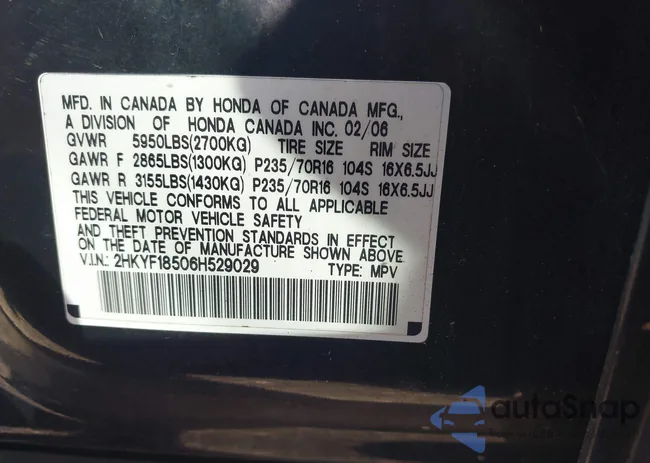 MFD. IN CANADA BY HONDA OF CANADA MFG.,
A DIVISION OF HONDA CANADA INC. 02/06
GVWR 5950LBS(2700KG) TIRE SIZE RIM SIZE
GAWR F 2865LBS(1300KG) P235/70R16 104S 16X6.5JJ
GAWR R 3155LBS(1430KG) P235/70R16 104S 16X6.5JJ
THIS VEHICLE CONFORMS TO ALL APPLICABLE
FEDERAL MOTOR VEHICLE SAFETY
AND THEFT PREVENTION STANDARDS IN EFFECT
ON THE DATE OF MANUFACTURE SHOWN ABOVE.
V.I.N.: 2HKYF18506H529029 TYPE: MPV
autoSnap